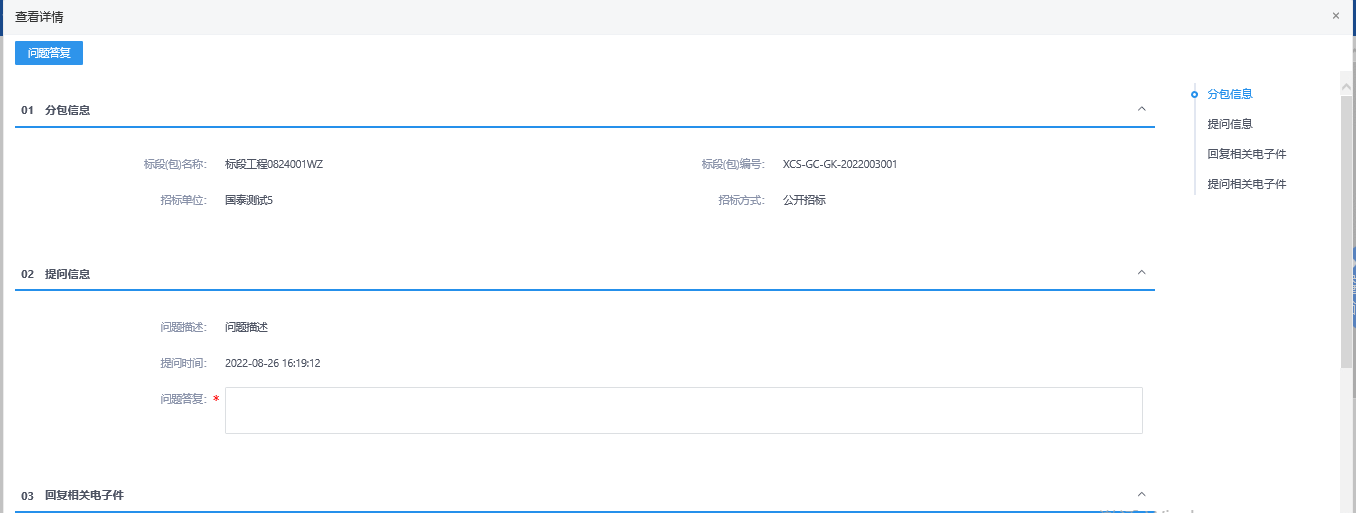 查看详情
×
问题答复
01 分包信息
标段(包)名称： 标段工程0824001WZ
标段(包)编号： XCS-GC-GK-2022003001
招标单位： 国泰测试5
招标方式： 公开招标
02 提问信息
问题描述： 问题描述
提问时间： 2022-08-26 16:19:12
问题答复： *
03 回复相关电子件
分包信息
提问信息
回复相关电子件
提问相关电子件